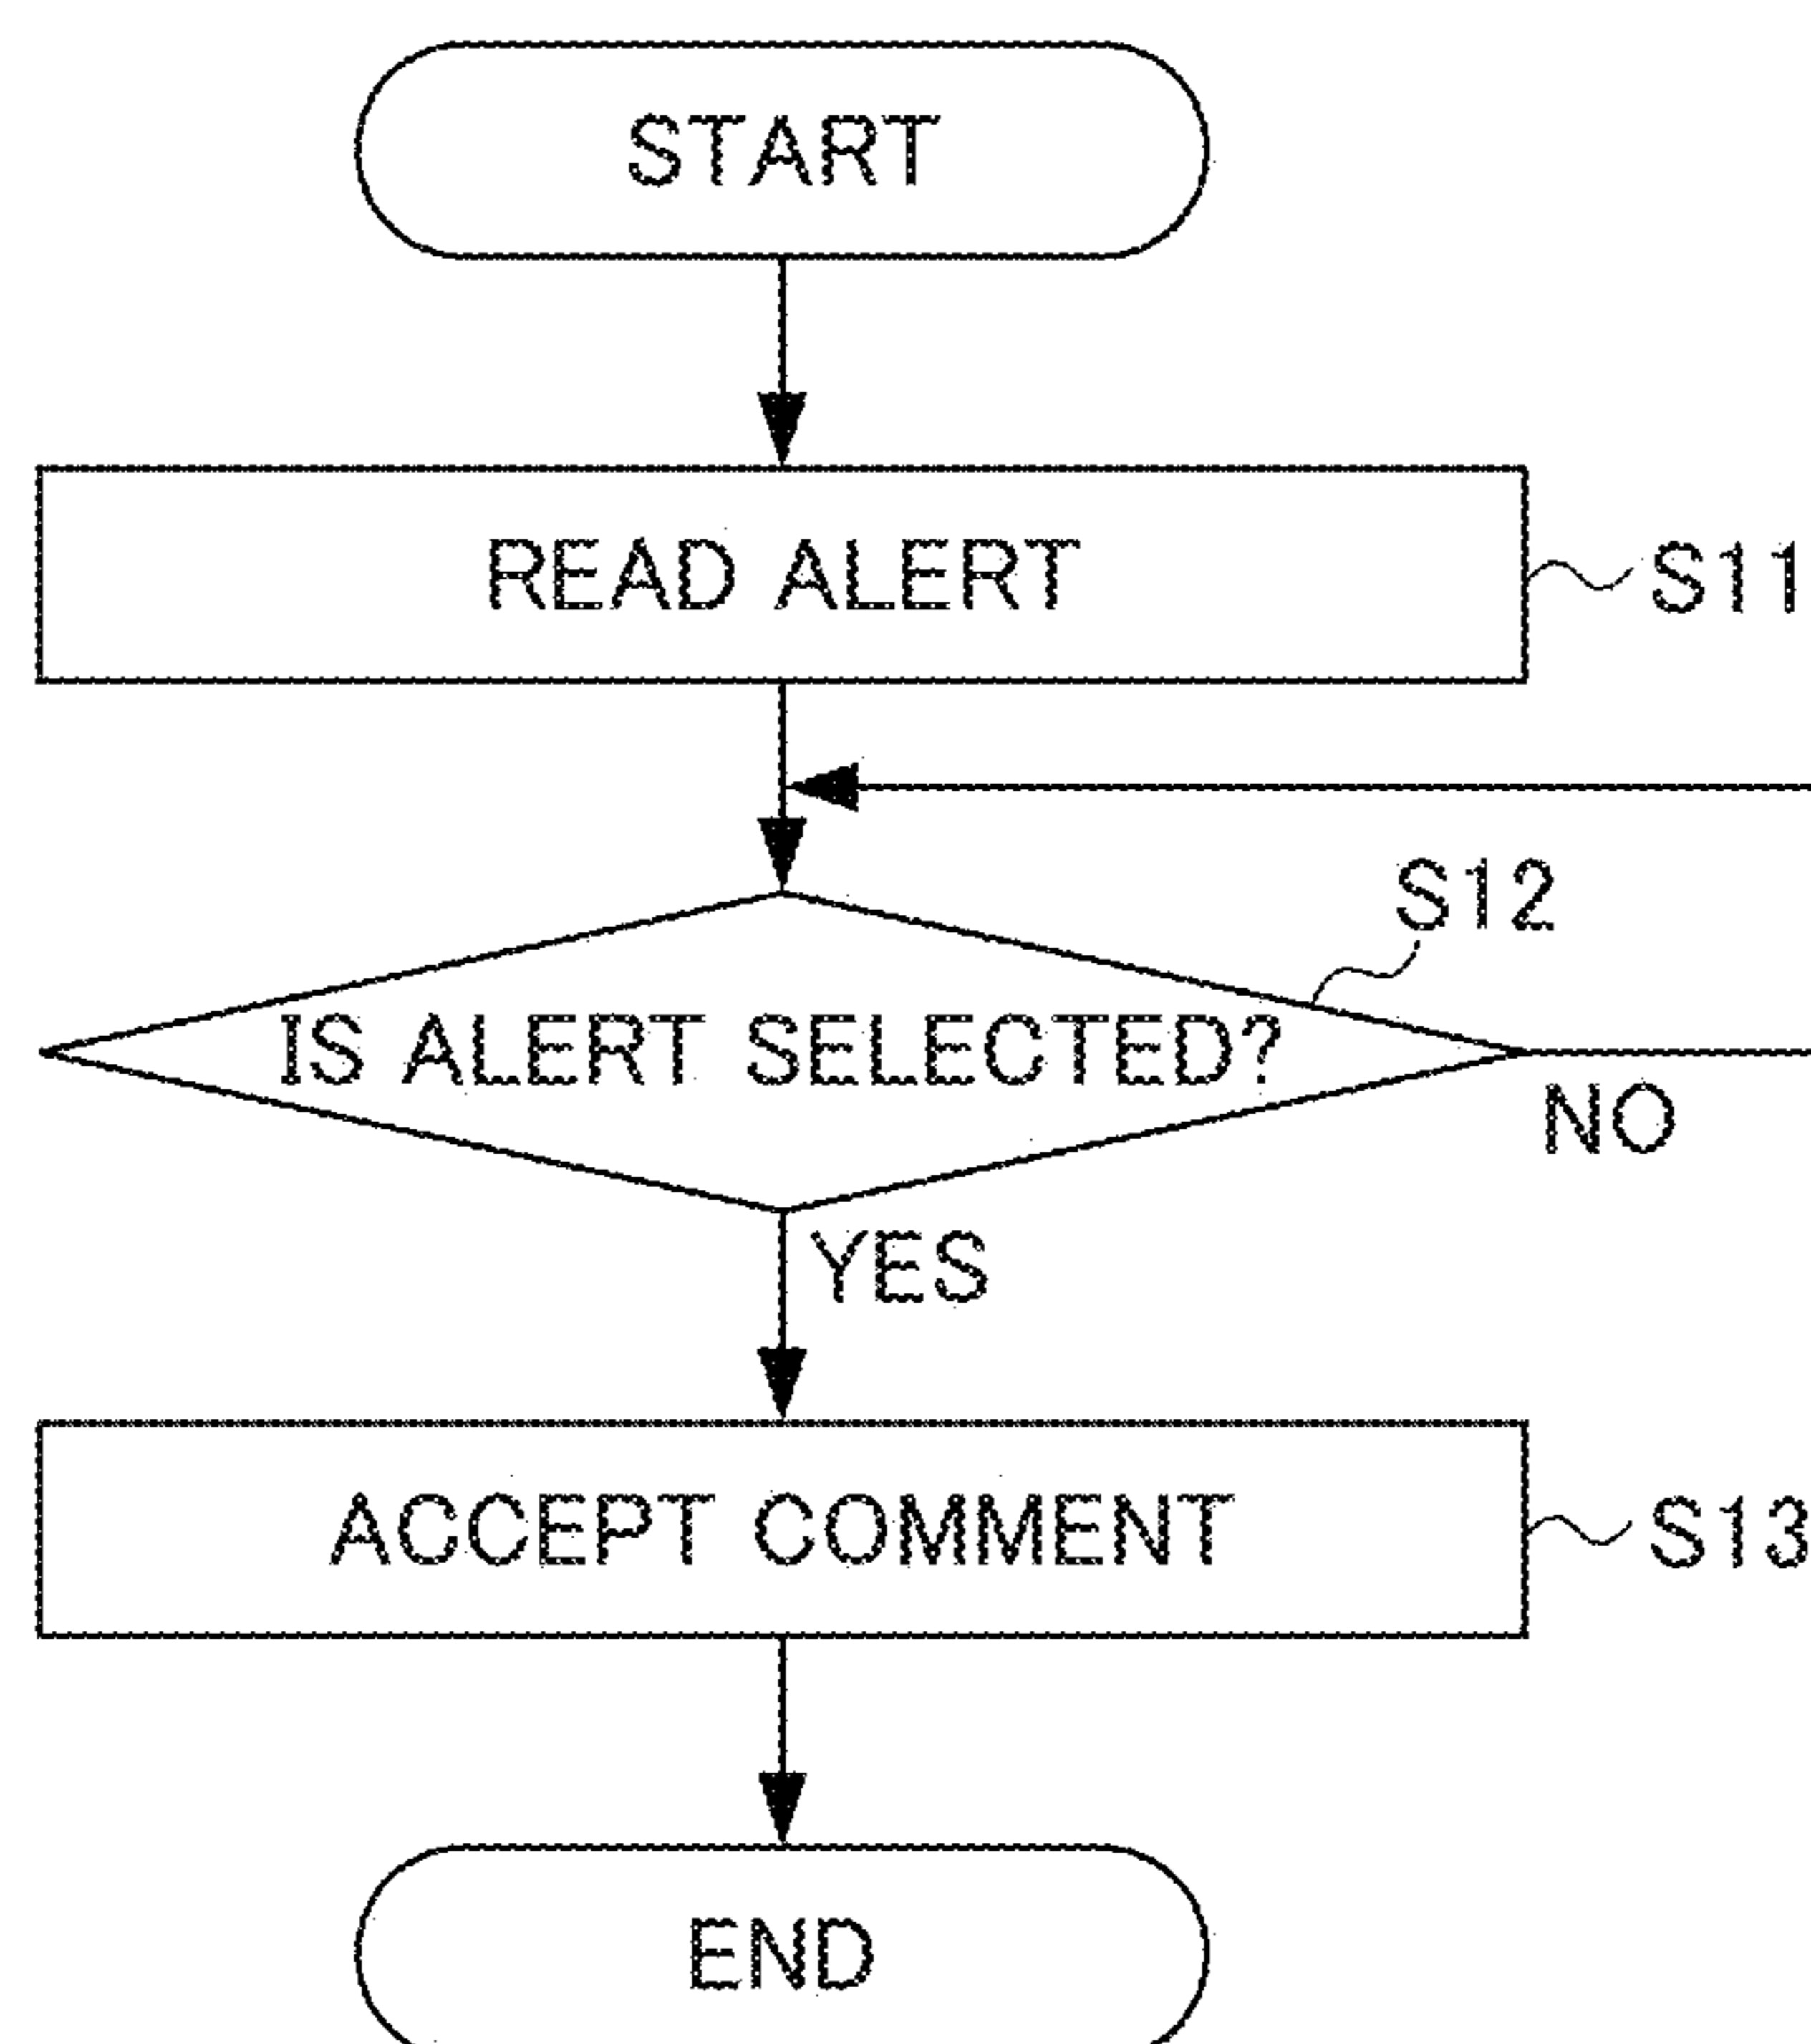 START
READ ALERT
S11
S12
IS ALERT SELECTED?
NO
YES
ACCEPT COMMENT
S13
END